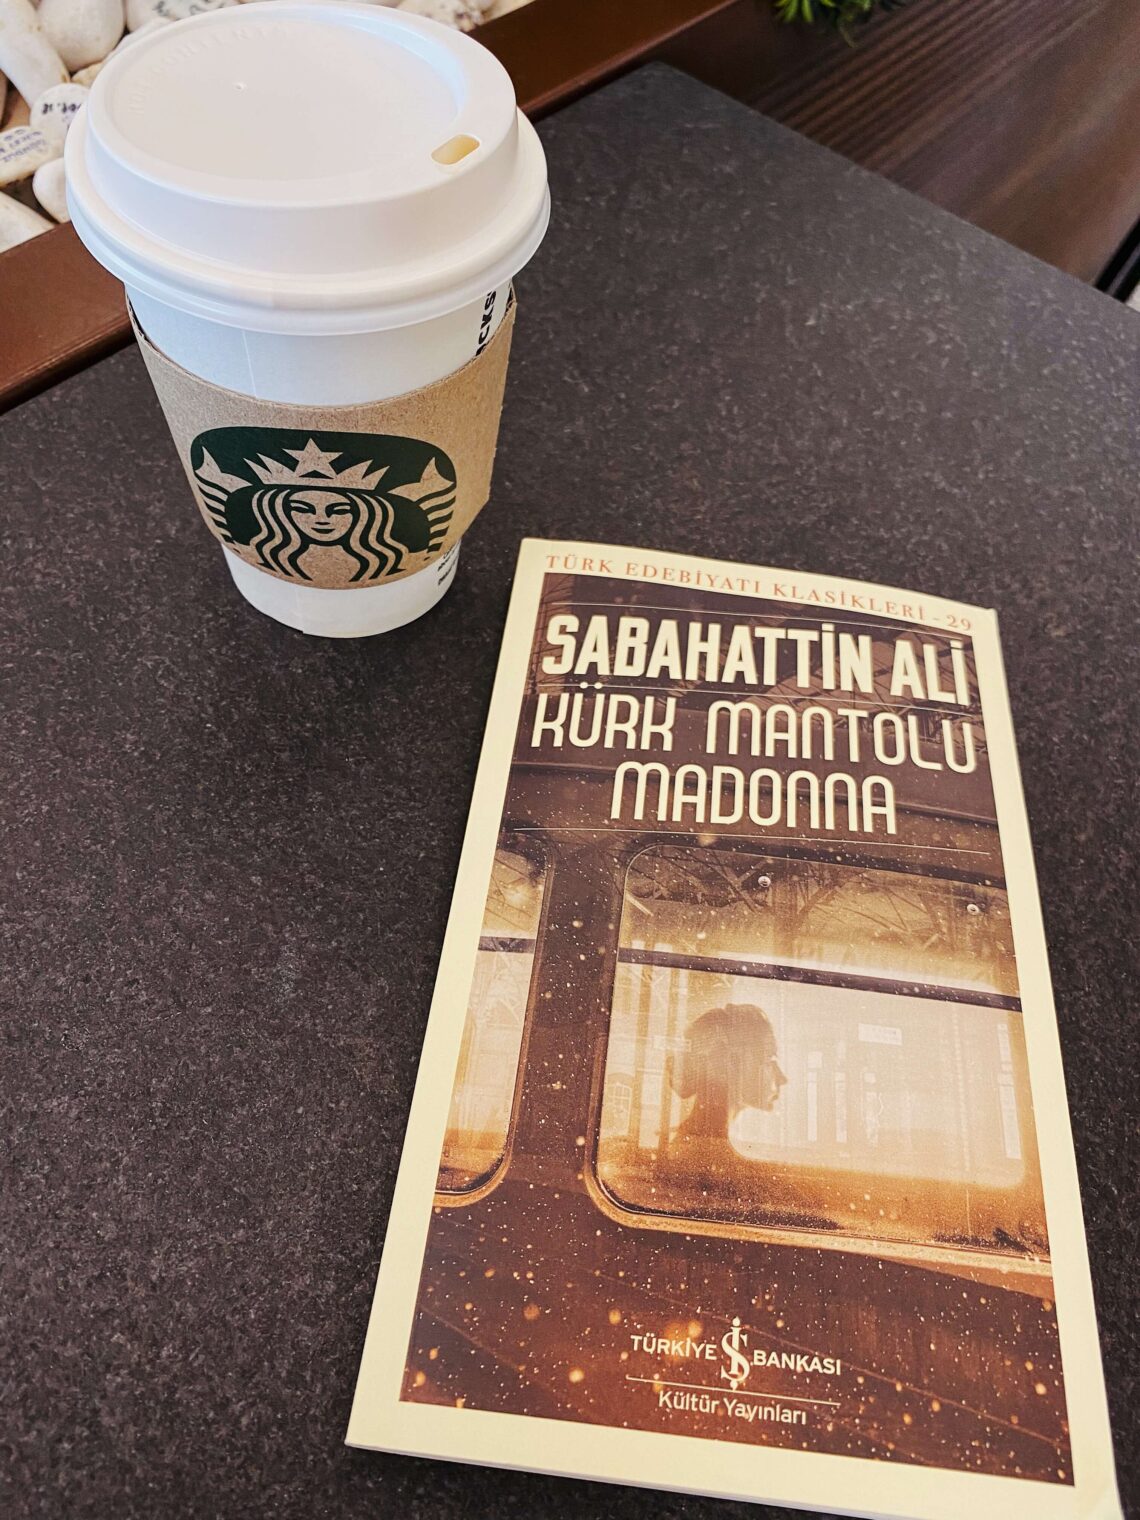 TÜRK EDEBİYATI KLASİKLERİ - 29
SABAHATTİN ALİ
KÜRK MANTOLU
MADONNA
TÜRKİYE İŞ BANKASI
Kültür Yayınları